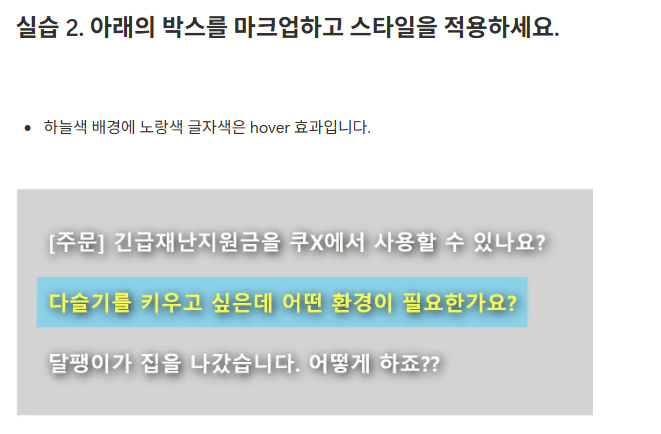 실습 2. 아래의 박스를 마크업하고 스타일을 적용하세요.
하늘색 배경에 노랑색 글자색은 hover 효과입니다.
[주문] 긴급재난지원금을 쿠X에서 사용할 수 있나요?
다슬기를 키우고 싶은데 어떤 환경이 필요한가요?
달팽이가 집을 나갔습니다. 어떻게 하죠??